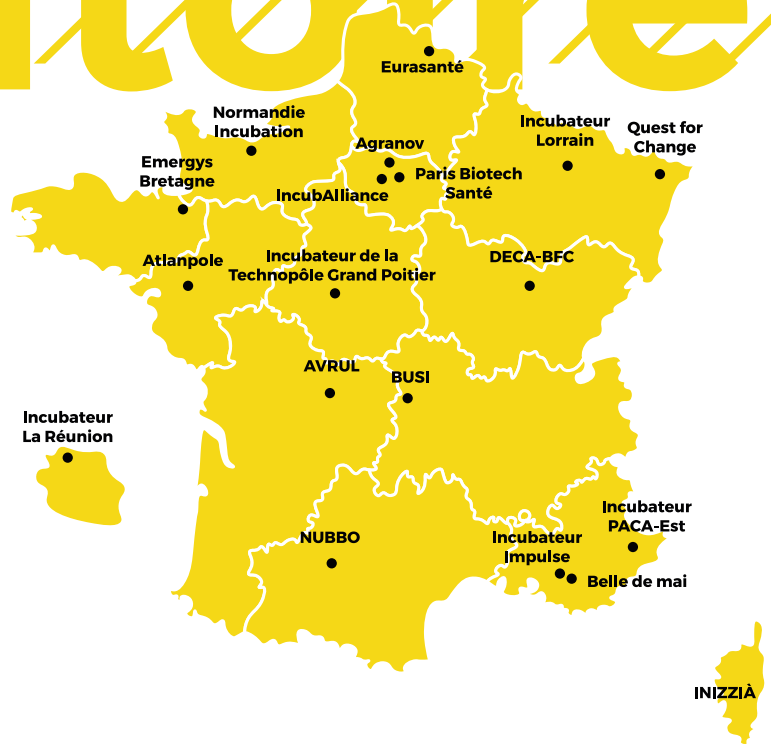 toire
Eurasanté
Normandie
Incubation
Agranov
Incubateur
Lorrain
Quest for
Change
Emergys
Bretagne
IncubAlliance
Paris Biotech
Santé
Atlanpole
Incubateur de la
Technopôle Grand Poitier
DECA-BFC
AVRUL
BUSI
Incubateur
La Réunion
NUBBO
Incubateur
Impulse
Incubateur
PACA-Est
Belle de mai
INIZZIÀ